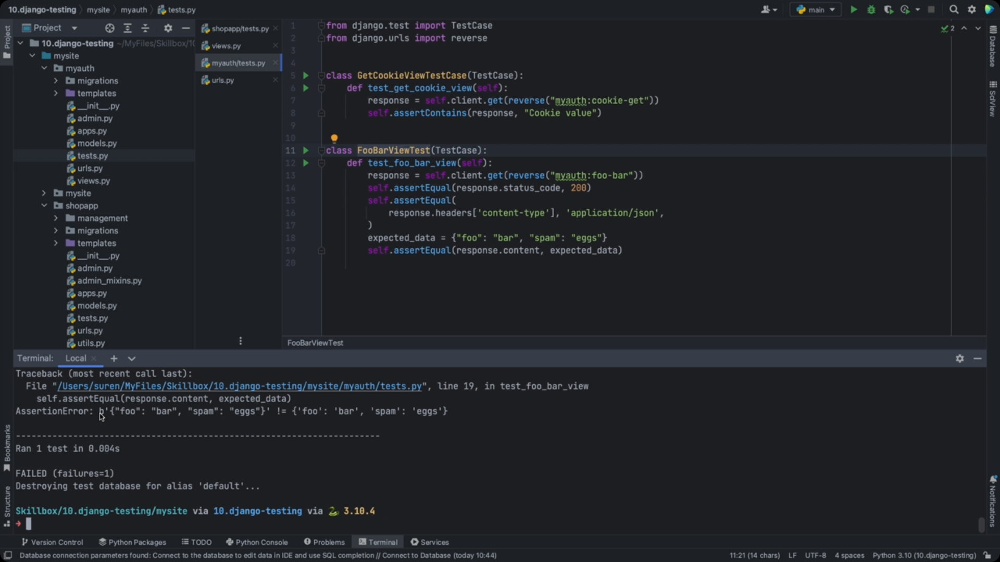 10.django-testing mysite myauth tests.py
main
Project
Project
10.django-testing ~/MyFiles/Skillbox/10
mysite
myauth
migrations
templates
__init__.py
admin.py
apps.py
models.py
tests.py
urls.py
views.py
mysite
shopapp
management
migrations
templates
__init__.py
admin.py
admin_mixins.py
apps.py
models.py
tests.py
urls.py
utils.py
shopapp/tests.py
views.py
myauth/tests.py
urls.py
1 from django.test import TestCase
2 from django.urls import reverse
3
4
5 class GetCookieViewTestCase(TestCase):
6 def test_get_cookie_view(self):
7 response = self.client.get(reverse("myauth:cookie-get"))
8 self.assertContains(response, "Cookie value")
9
10
11 class FooBarViewTest(TestCase):
12 def test_foo_bar_view(self):
13 response = self.client.get(reverse("myauth:foo-bar"))
14 self.assertEqual(response.status_code, 200)
15 self.assertEqual(
16 response.headers['content-type'], 'application/json',
17 )
18 expected_data = {"foo": "bar", "spam": "eggs"}
19 self.assertEqual(response.content, expected_data)
20
2
Database
SciView
FooBarViewTest
Terminal: Local
Traceback (most recent call last):
File "/Users/suren/MyFiles/Skillbox/10.django-testing/mysite/myauth/tests.py", line 19, in test_foo_bar_view
self.assertEqual(response.content, expected_data)
AssertionError: b'{"foo": "bar", "spam": "eggs"}' != {'foo': 'bar', 'spam': 'eggs'}
----------------------------------------------------------------------
Ran 1 test in 0.004s
FAILED (failures=1)
Destroying test database for alias 'default'...
Skillbox/10.django-testing/mysite via 10.django-testing via 3.10.4
Bookmarks
Structure
Notifications
Version Control Python Packages TODO Python Console Problems Terminal Services
Database connection parameters found: Connect to the database to edit data in IDE and use SQL completion // Connect to Database (today 10:44) 11:21 (14 chars) LF UTF-8 4 spaces Python 3.10 (10.django-testing)